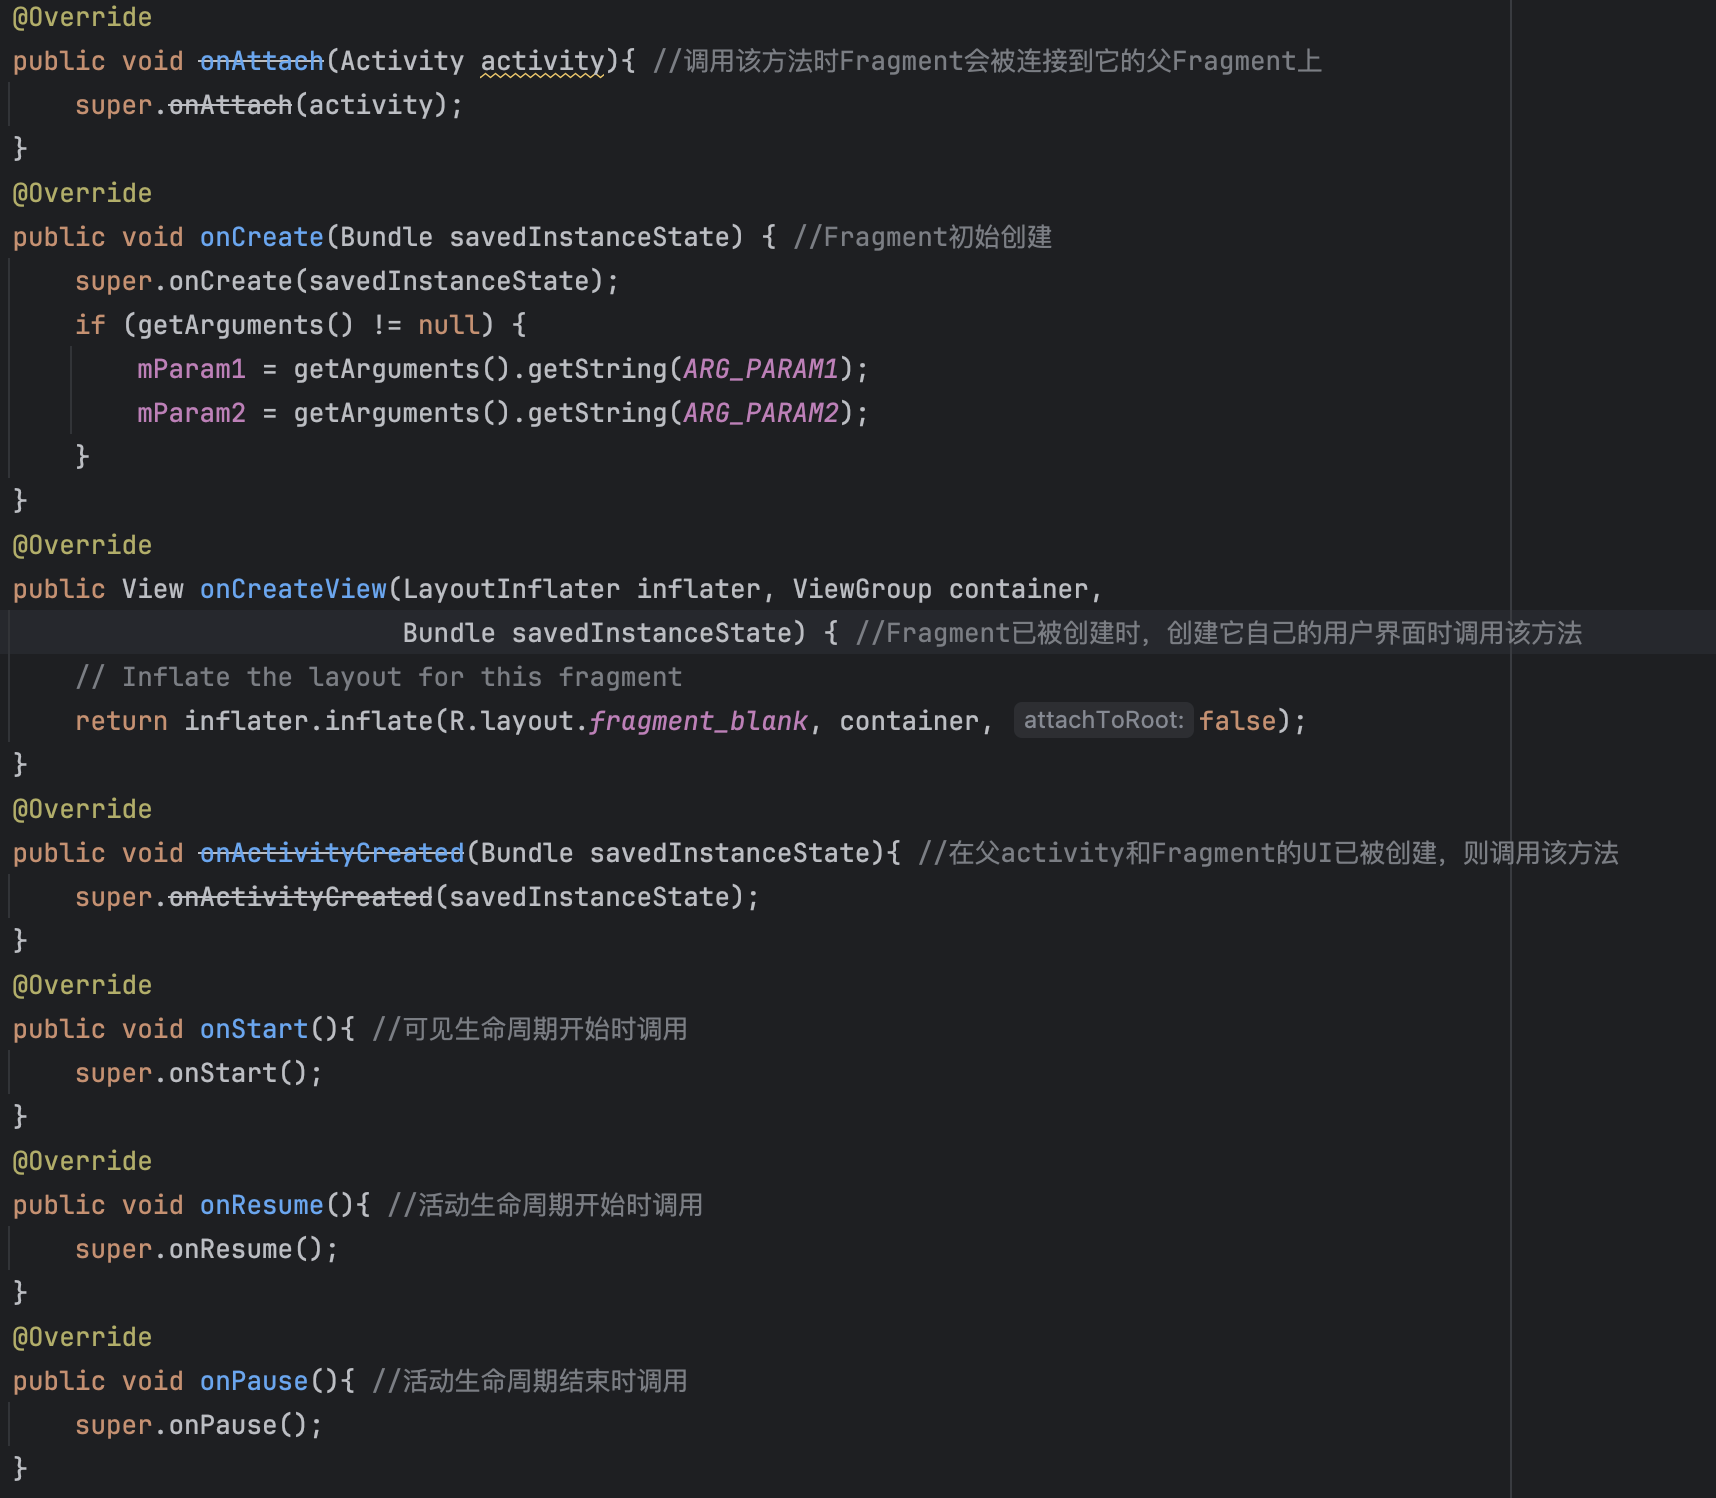 @Override
public void onAttach(Activity activity){ //调用该方法时Fragment会被连接到它的父Fragment上
    super.onAttach(activity);
}
@Override
public void onCreate(Bundle savedInstanceState) { //Fragment初始创建
    super.onCreate(savedInstanceState);
    if (getArguments() != null) {
        mParam1 = getArguments().getString(ARG_PARAM1);
        mParam2 = getArguments().getString(ARG_PARAM2);
    }
}
@Override
public View onCreateView(LayoutInflater inflater, ViewGroup container,
                         Bundle savedInstanceState) { //Fragment已被创建时，创建它自己的用户界面时调用该方法
    // Inflate the layout for this fragment
    return inflater.inflate(R.layout.fragment_blank, container, attachToRoot: false);
}
@Override
public void onActivityCreated(Bundle savedInstanceState){ //在父activity和Fragment的UI已被创建，则调用该方法
    super.onActivityCreated(savedInstanceState);
}
@Override
public void onStart(){ //可见生命周期开始时调用
    super.onStart();
}
@Override
public void onResume(){ //活动生命周期开始时调用
    super.onResume();
}
@Override
public void onPause(){ //活动生命周期结束时调用
    super.onPause();
}